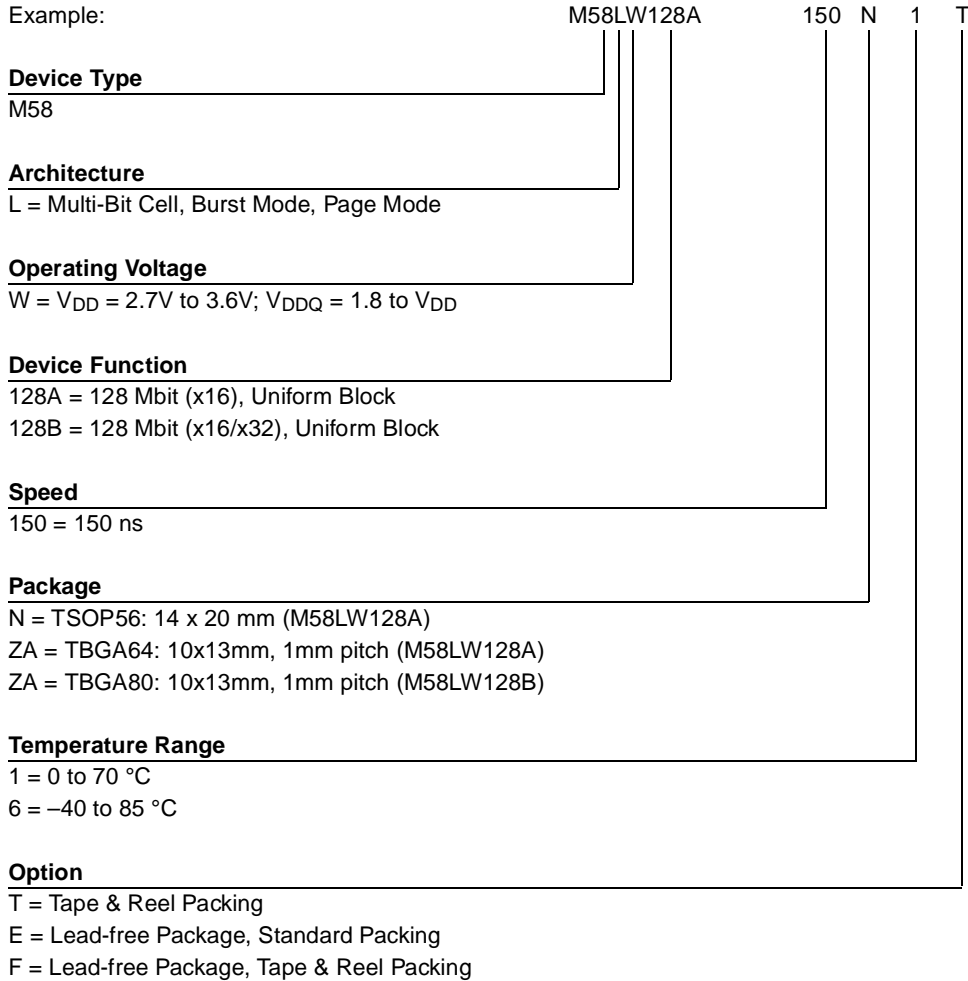 Example: M58LW128A 150 N 1 T
Device Type
M58
Architecture
L = Multi-Bit Cell, Burst Mode, Page Mode
Operating Voltage
W = VDD = 2.7V to 3.6V; VDDQ = 1.8 to VDD
Device Function
128A = 128 Mbit (x16), Uniform Block
128B = 128 Mbit (x16/x32), Uniform Block
Speed
150 = 150 ns
Package
N = TSOP56: 14 x 20 mm (M58LW128A)
ZA = TBGA64: 10x13mm, 1mm pitch (M58LW128A)
ZA = TBGA80: 10x13mm, 1mm pitch (M58LW128B)
Temperature Range
1 = 0 to 70 °C
6 = –40 to 85 °C
Option
T = Tape & Reel Packing
E = Lead-free Package, Standard Packing
F = Lead-free Package, Tape & Reel Packing